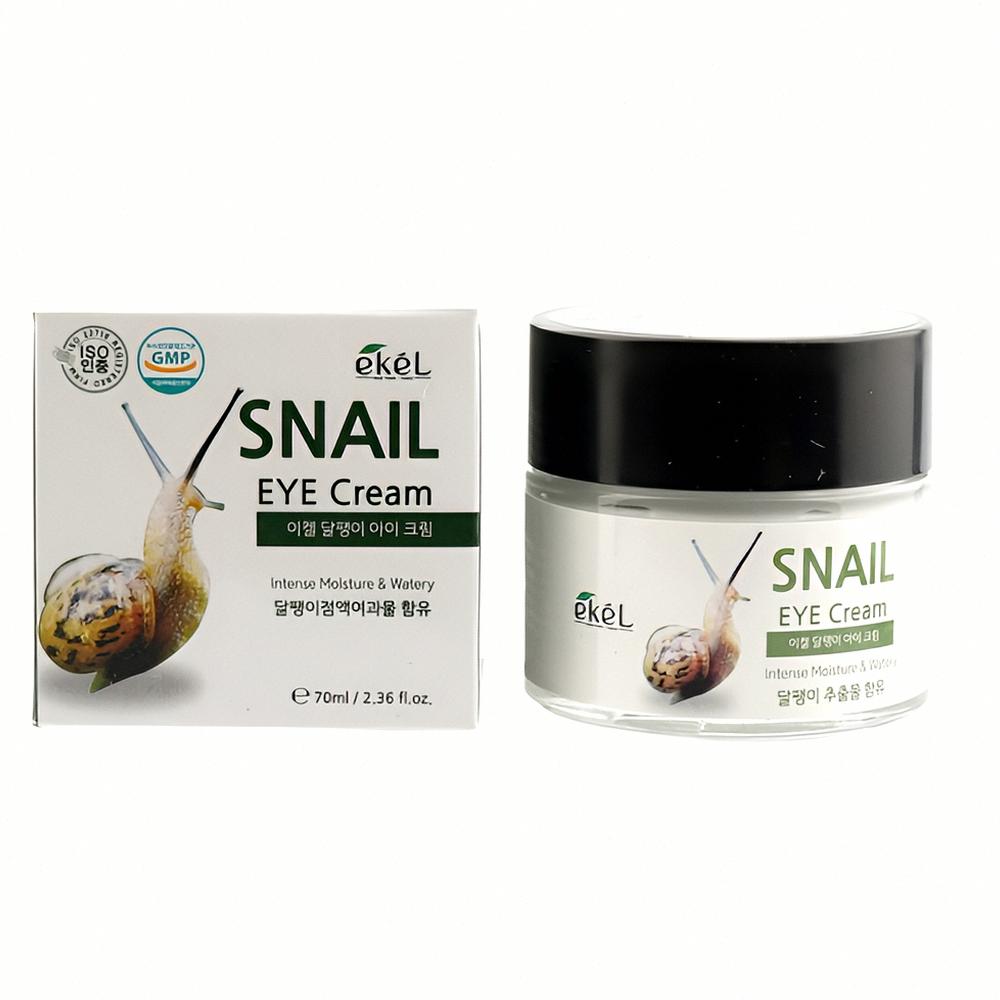 ISO
인증
GMP
ekéL
SNAIL
EYE Cream
이켈 달팽이 아이 크림
Intense Moisture & Watery
달팽이점액여과물 함유
e 70ml / 2.36 fl.oz.
ekéL
SNAIL
EYE Cream
이켈 달팽이 아이 크림
Intense Moisture & Watery
달팽이 추출물 함유